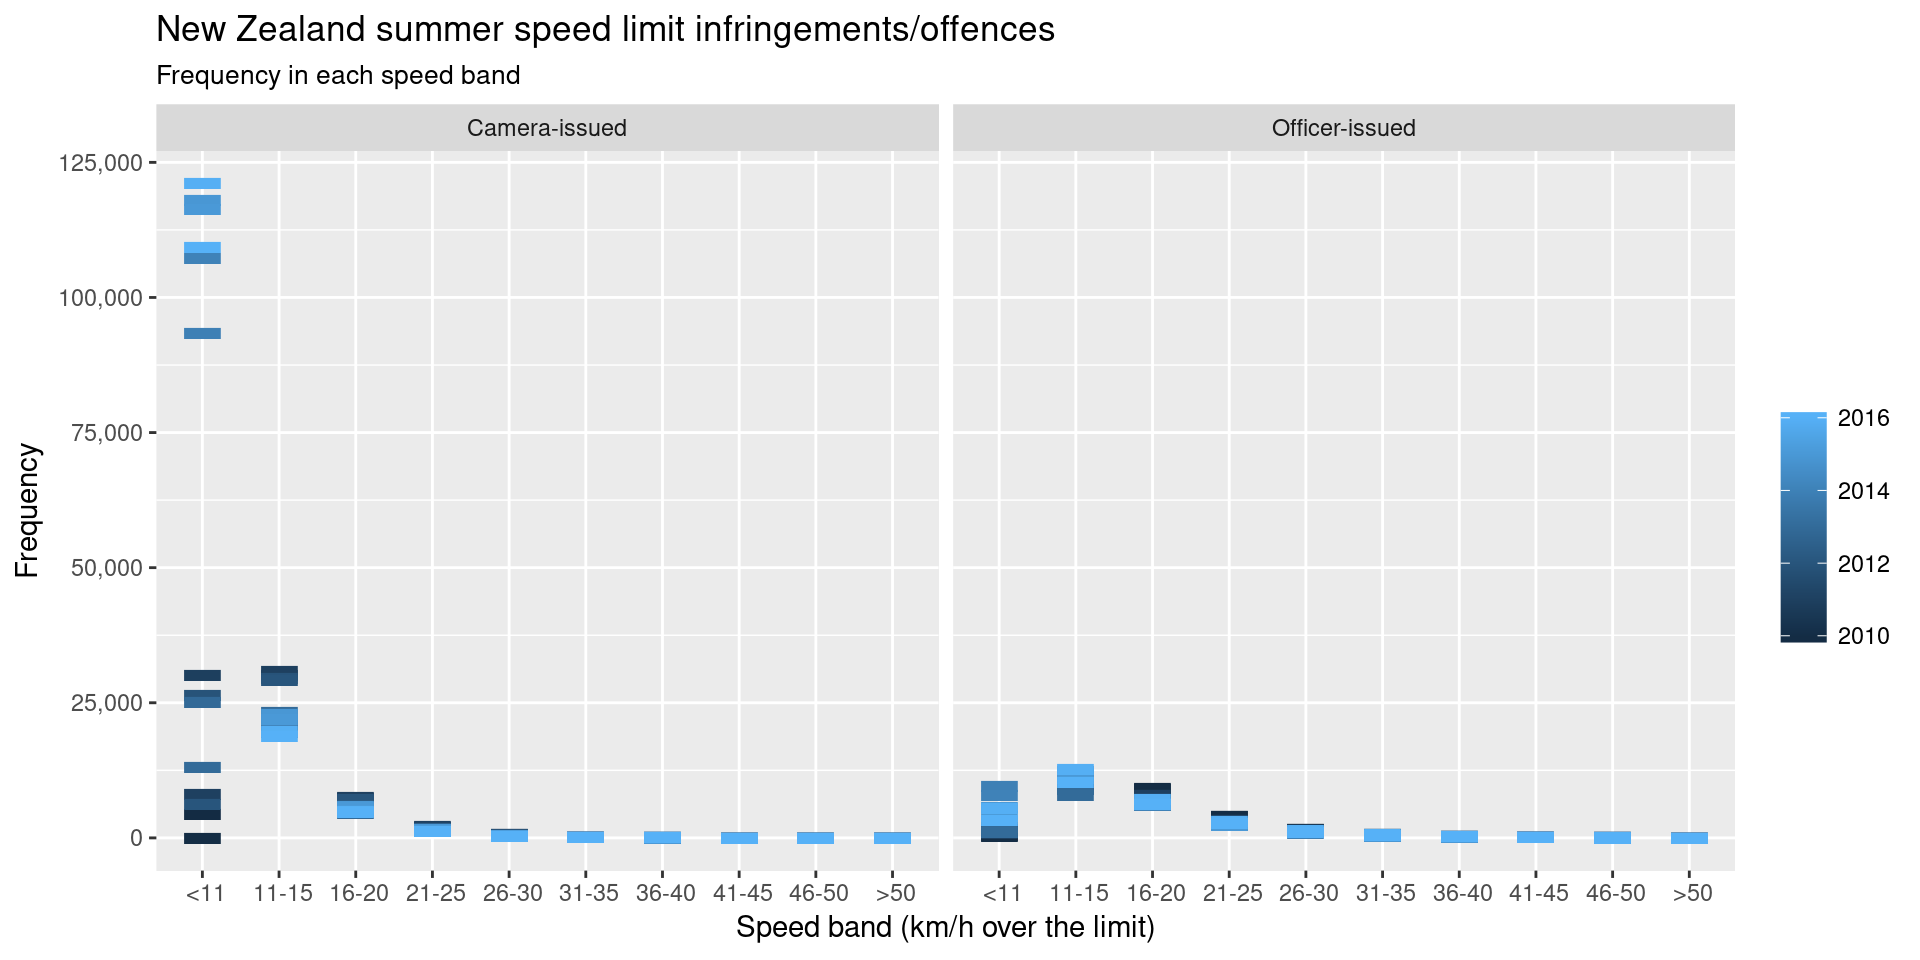 New Zealand summer speed limit infringements/offences
Frequency in each speed band
Camera-issued
Officer-issued
125,000
100,000
75,000
50,000
25,000
0
Frequency
<11 11-15 16-20 21-25 26-30 31-35 36-40 41-45 46-50 >50
<11 11-15 16-20 21-25 26-30 31-35 36-40 41-45 46-50 >50
Speed band (km/h over the limit)
2016
2014
2012
2010